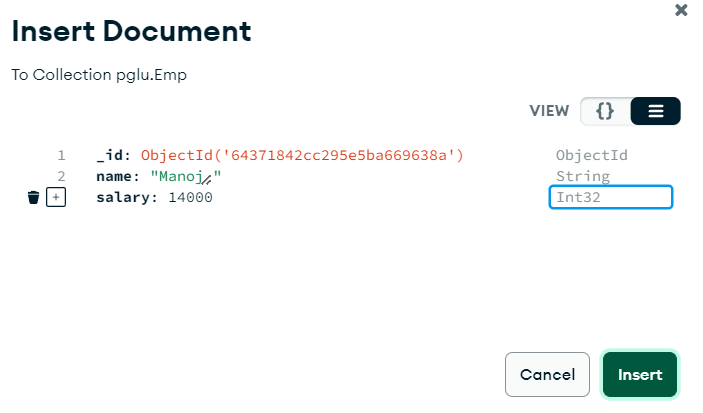 Insert Document
To Collection pglu.Emp
VIEW {}
1 _id: ObjectId('64371842cc295e5ba669638a') ObjectId
2 name: "Manoj" String
+ salary: 14000 Int32
Cancel Insert